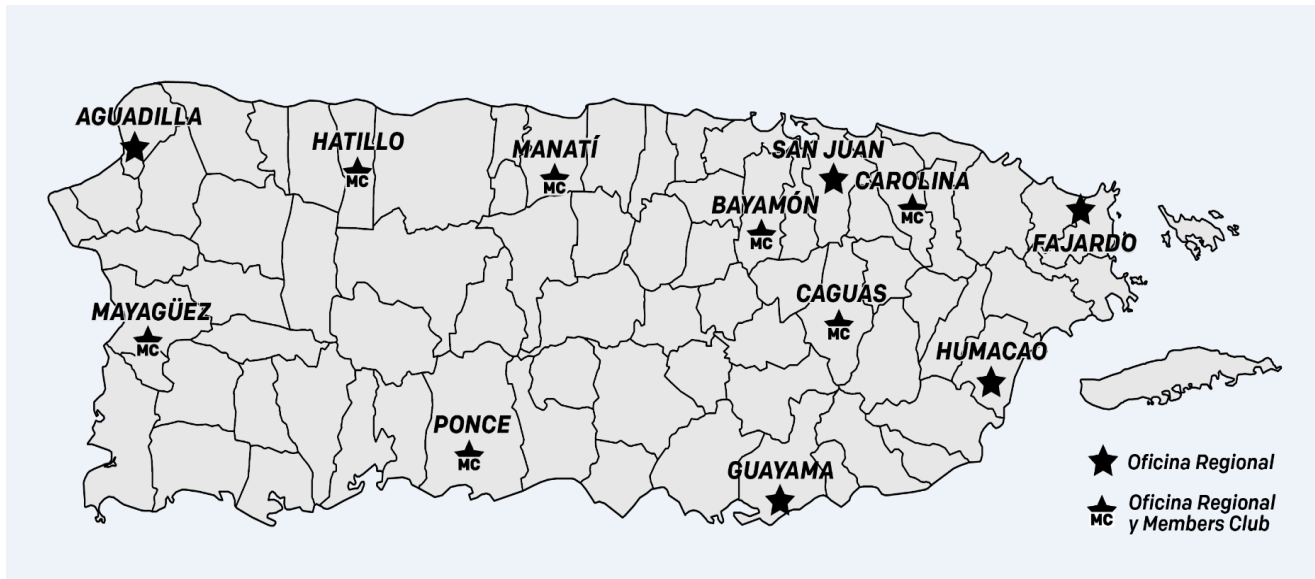 AGUADILLA
HATILLO
MC
MANATÍ
MC
SAN JUAN
CAROLINA
MC
BAYAMÓN
MC
FAJARDO
MAYAGÜEZ
MC
CAGUAS
MC
HUMACAO
PONCE
MC
GUAYAMA
Oficina Regional
MC
Oficina Regional
y Members Club